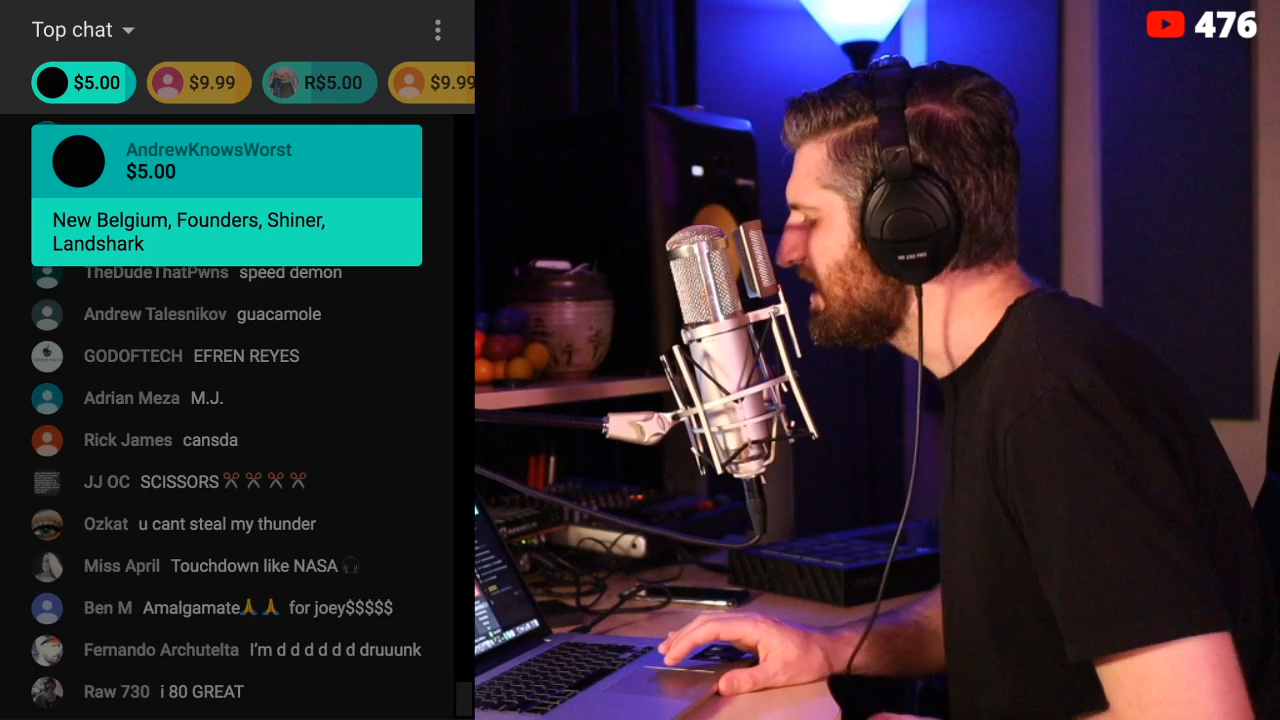 Top chat
476
$5.00 $9.99 R$5.00 $9.99
AndrewKnowsWorst
$5.00
New Belgium, Founders, Shiner,
Landshark
TheDudeThatPwns speed demon
Andrew Talesnikov guacamole
GODOFTECH EFREN REYES
Adrian Meza M.J.
Rick James cansda
JJ OC SCISSORS✂✂✂✂
Ozkat u cant steal my thunder
Miss April Touchdown like NASA🎧
Ben M Amalgamate🙏🙏 for joey$$$$$
Fernando Archutelta I'm d d d d d d druuunk
Raw 730 i 80 GREAT